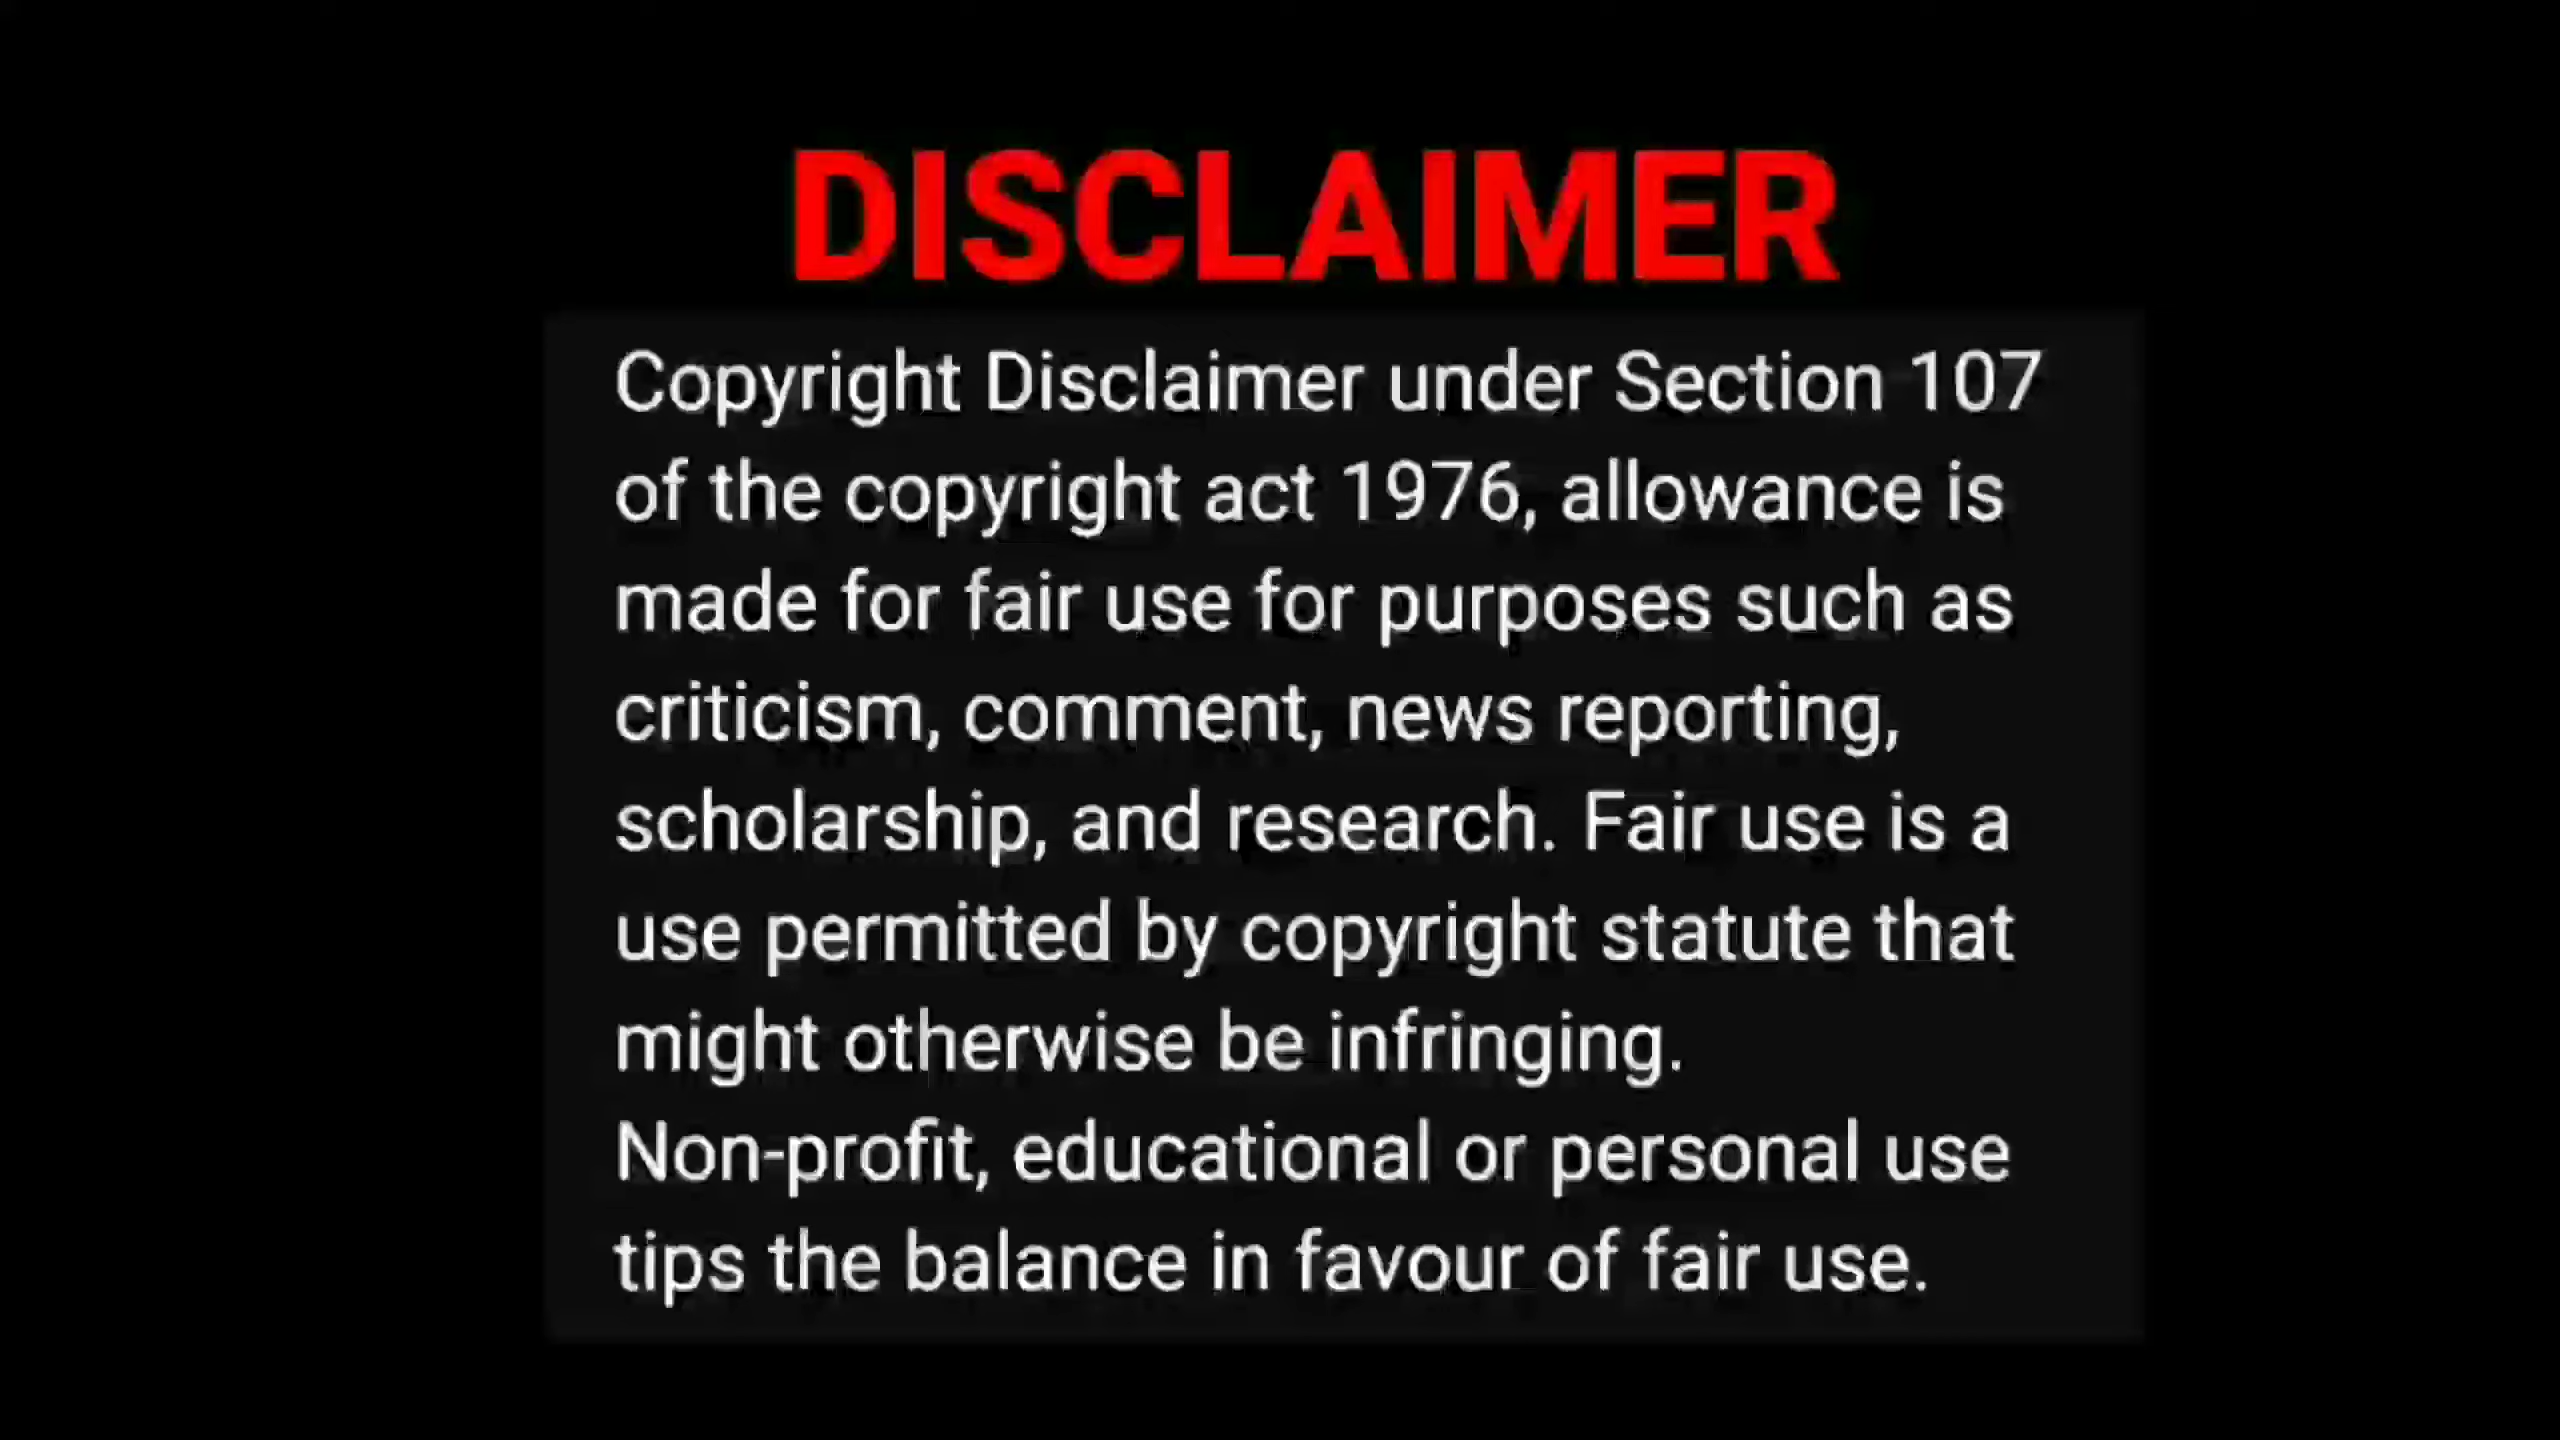 DISCLAIMER
Copyright Disclaimer under Section 107
of the copyright act 1976, allowance is
made for fair use for purposes such as
criticism, comment, news reporting,
scholarship, and research. Fair use is a
use permitted by copyright statute that
might otherwise be infringing.
Non-profit, educational or personal use
tips the balance in favour of fair use.